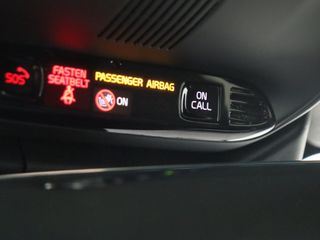 SOS
FASTEN
SEATBELT
PASSENGER AIRBAG
ON
ON
CALL